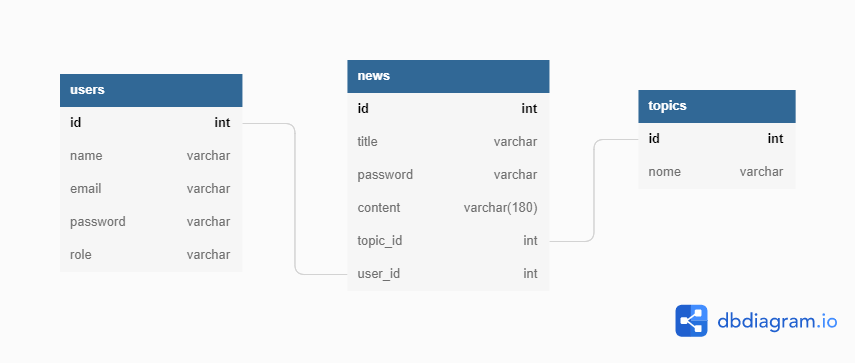 users
id int
name varchar
email varchar
password varchar
role varchar
news
id int
title varchar
password varchar
content varchar(180)
topic_id int
user_id int
topics
id int
nome varchar
dbdiagram.io